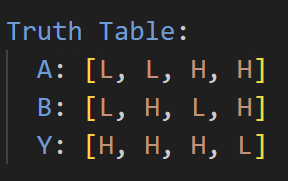 Truth Table:
A: [L, L, H, H]
B: [L, H, L, H]
Y: [H, H, H, L]